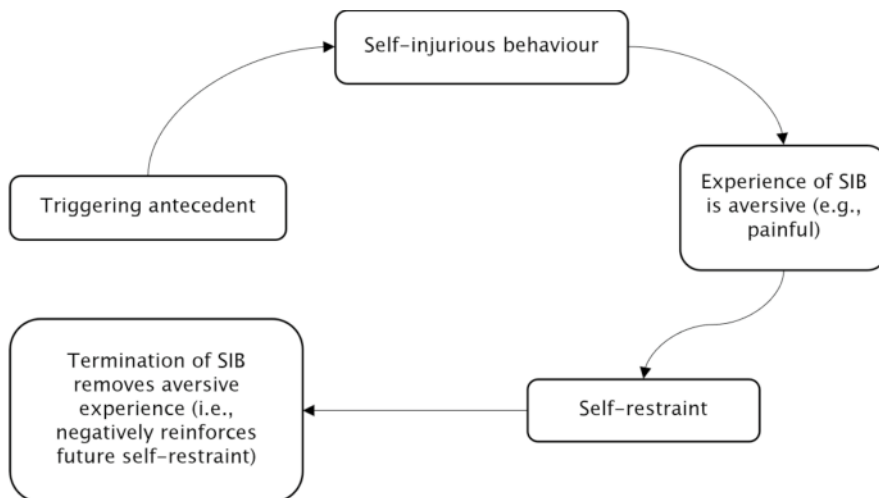 Self-injurious behaviour
Triggering antecedent
Experience of SIB
is aversive (e.g.,
painful)
Self-restraint
Termination of SIB
removes aversive
experience (i.e.,
negatively reinforces
future self-restraint)